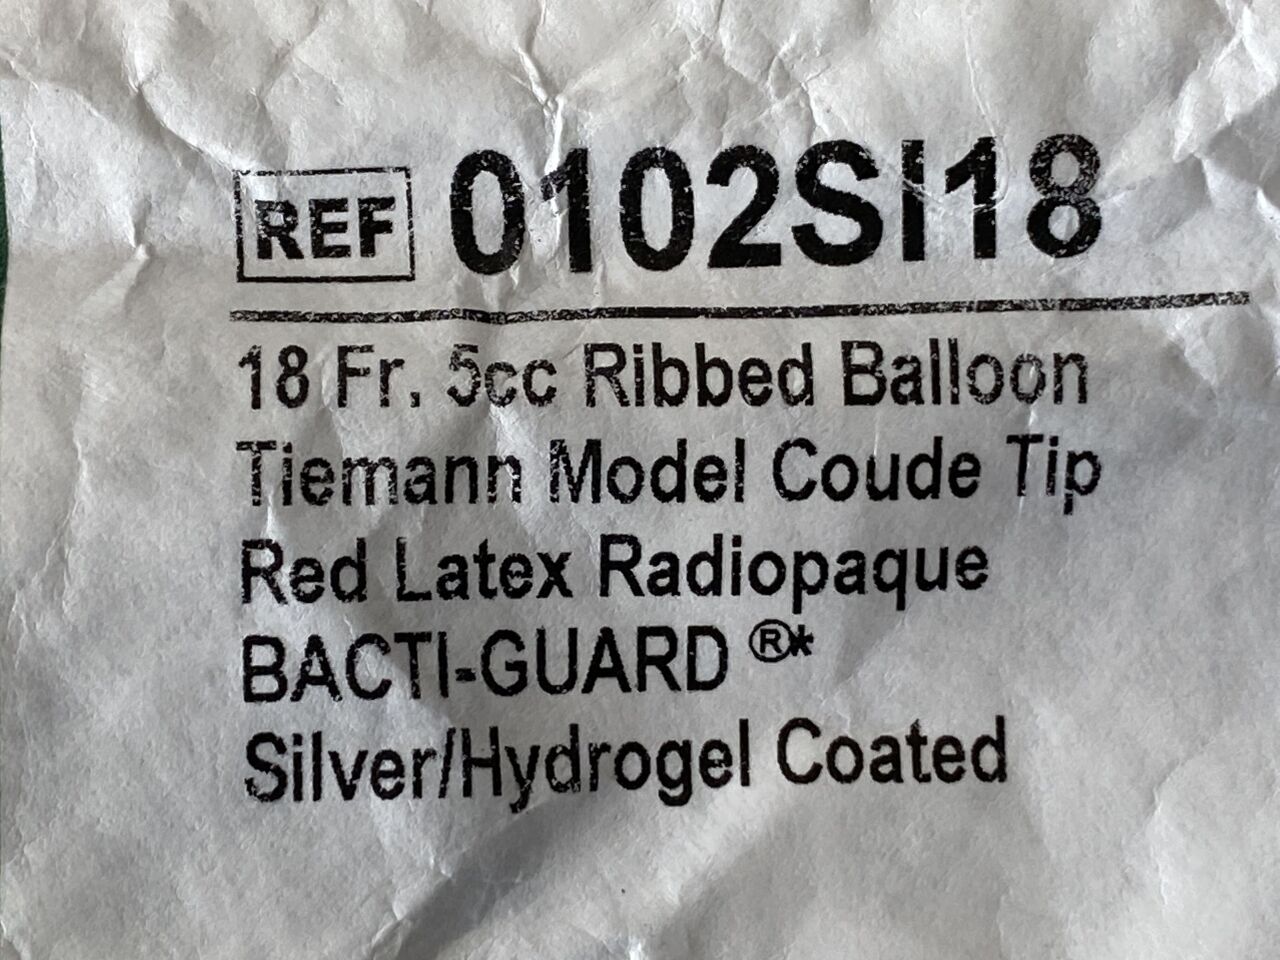 REF 0102SI18
18 Fr. 5cc Ribbed Balloon
Tiemann Model Coude Tip
Red Latex Radiopaque
BACTI-GUARD ®*
Silver/Hydrogel Coated